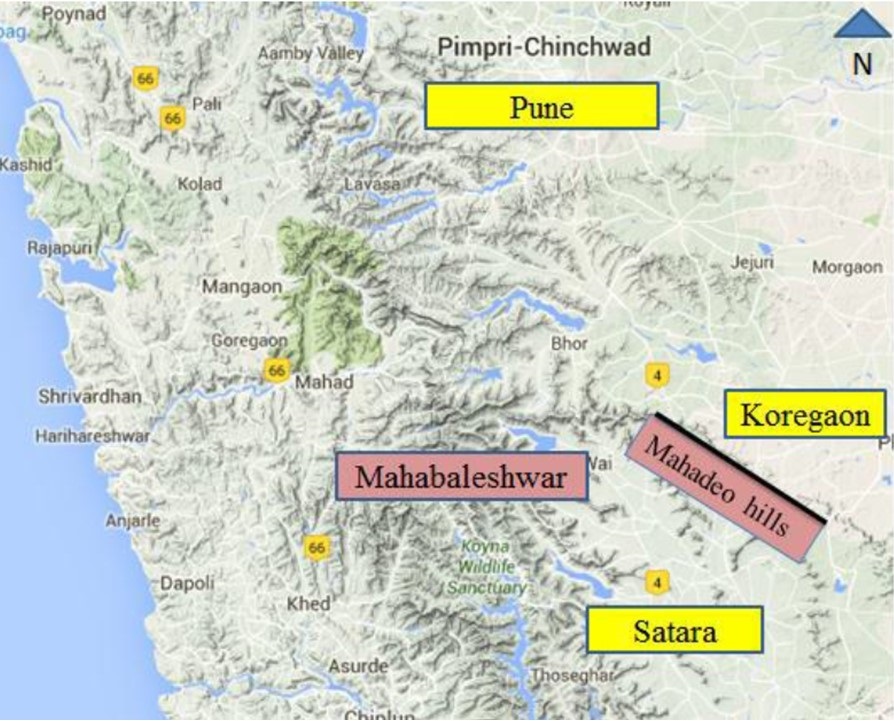 Poynad
Aamby Valley
Pimpri-Chinchwad
N
66
Pali
66
Pune
Kashid
Kolad
Lavasa
Rajapuri
Jejuri
Morgaon
Mangaon
Goregaon
Bhor
66
Mahad
4
Shrivardhan
Koregaon
Harihareshwar
Mahabaleshwar
Wai
Mahadeo hills
Anjarle
66
Koyna
Wildlife
Sanctuary
Dapoli
4
Khed
Satara
Asurde
Thoseghar
Chiplun